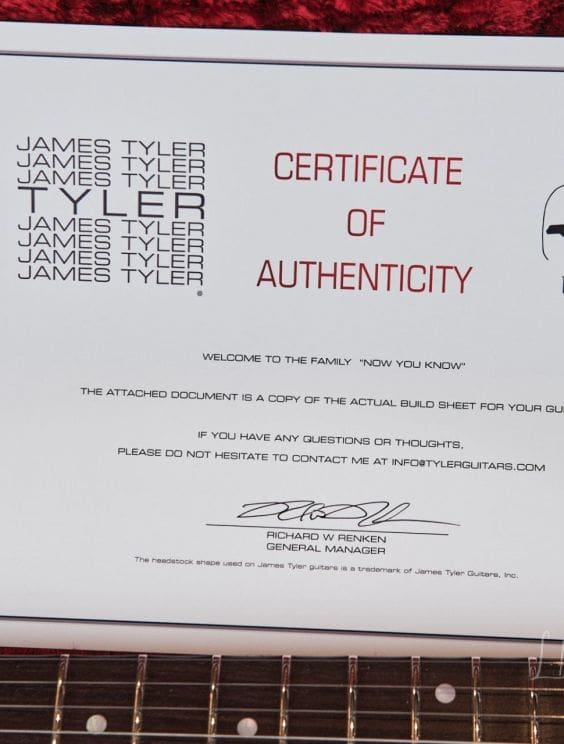 JAMES TYLER
JAMES TYLER
JAMES TYLER
TYLER
JAMES TYLER
JAMES TYLER
JAMES TYLER
JAMES TYLER
®
CERTIFICATE
OF
AUTHENTICITY
WELCOME TO THE FAMILY "NOW YOU KNOW"
THE ATTACHED DOCUMENT IS A COPY OF THE ACTUAL BUILD SHEET FOR YOUR
IF YOU HAVE ANY QUESTIONS OR THOUGHTS,
PLEASE DO NOT HESITATE TO CONTACT ME AT INFO@TYLERGUITARS.COM
RICHARD W RENKEN
GENERAL MANAGER
The headstock shape used on James Tyler guitars is a trademark of James Tyler Guitars, Inc.